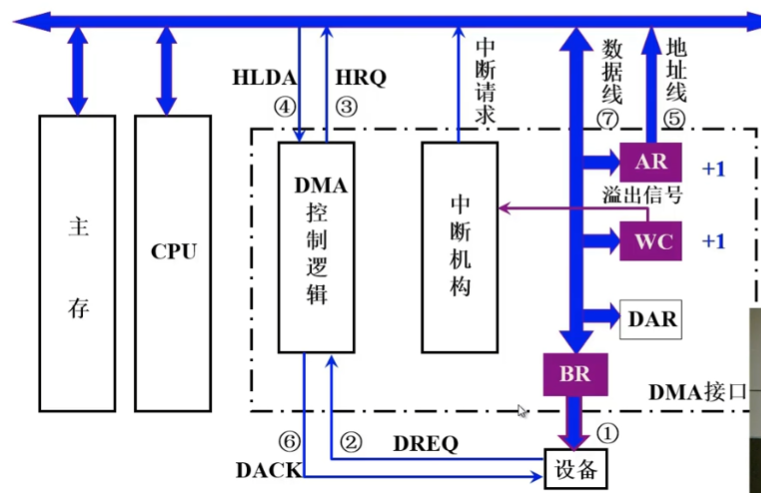 HLDA
④
HRQ
③
中断请求
数据线
⑦
地址线
⑤
主存
CPU
DMA
控制逻辑
中断机构
AR
+1
溢出信号
WC
+1
DAR
BR
DMA接口
⑥
②
DREQ
①
DACK
设备